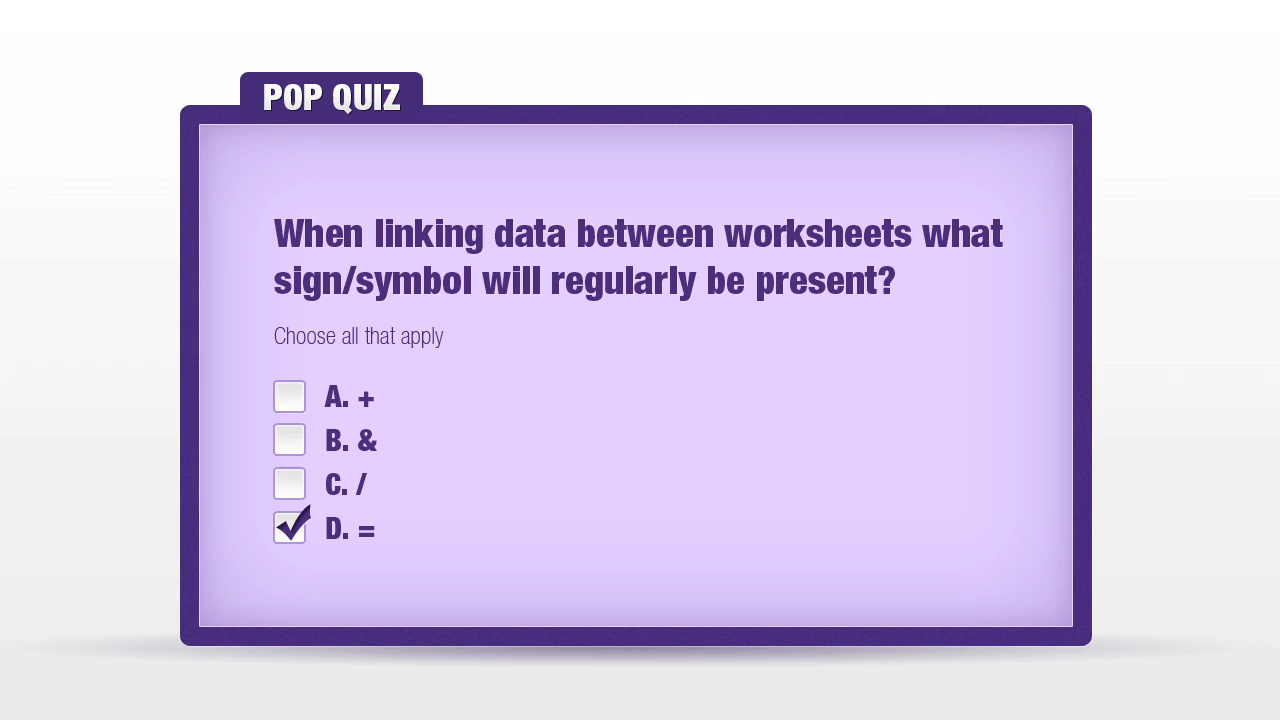 POP QUIZ
When linking data between worksheets what
sign/symbol will regularly be present?
Choose all that apply
A. +
B. &
C. /
D. =